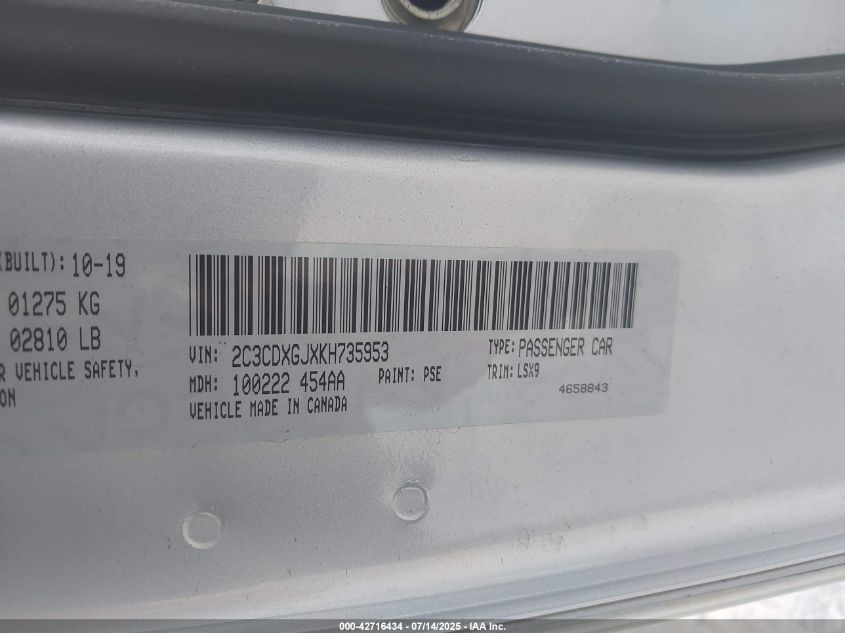 (BUILT): 10-19
01275 KG
02810 LB
VEHICLE SAFETY,
ON
VIN: 2C3CDXGJXKH735953
TYPE: PASSENGER CAR
MDH: 100222 454AA
PAINT: PSE
TRIM: LSX9
VEHICLE MADE IN CANADA
4658843
000-42716434 - 07/14/2025 - IAA Inc.